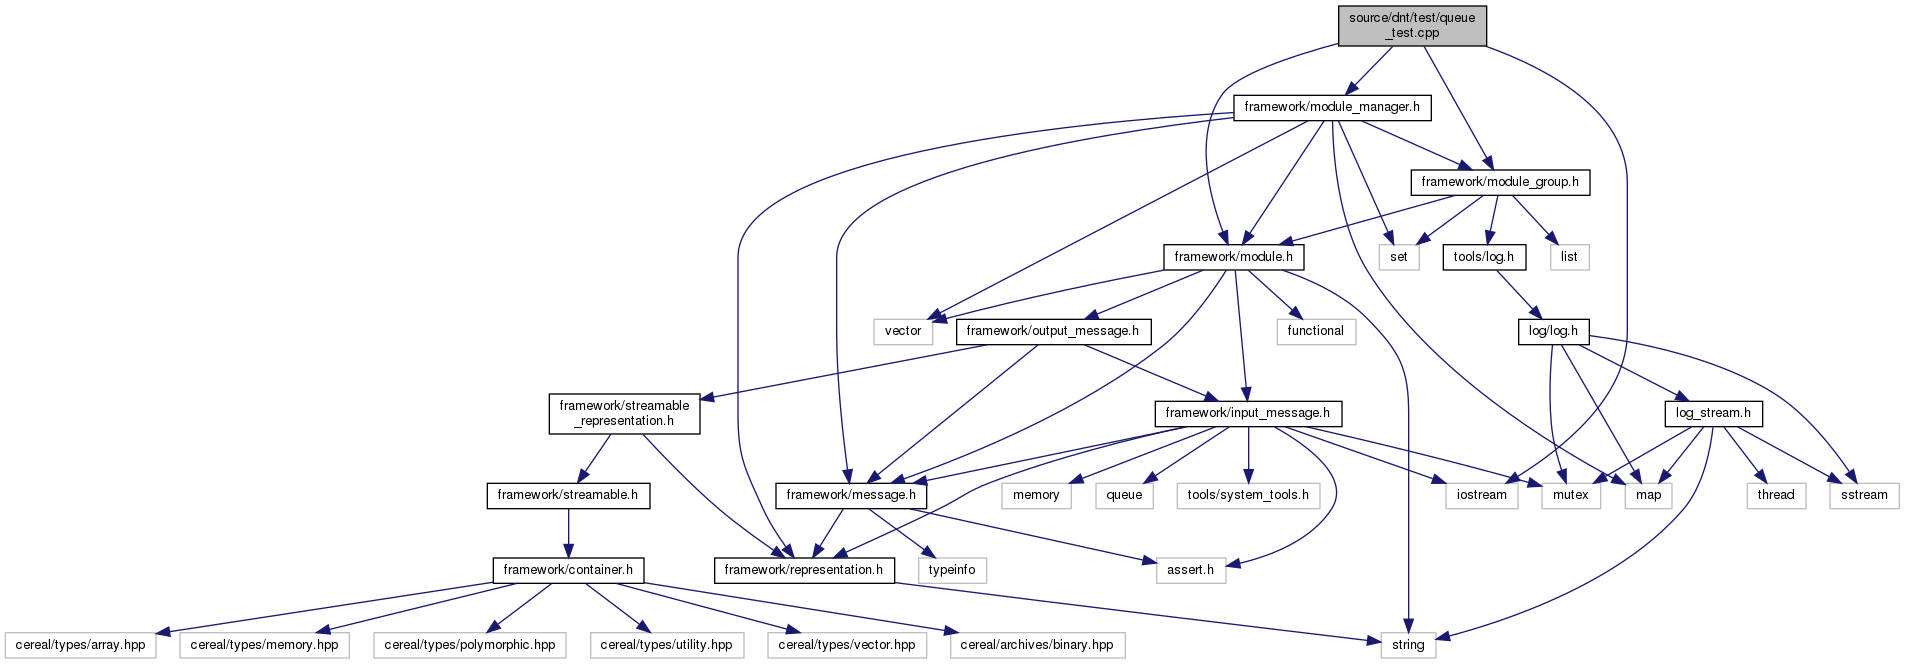 source/dnt/test/queue
_test.cpp
framework/module_manager.h
framework/module_group.h
framework/module.h
set
tools/log.h
list
vector
framework/output_message.h
functional
log/log.h
framework/streamable
_representation.h
framework/input_message.h
log_stream.h
framework/streamable.h
framework/message.h
memory
queue
tools/system_tools.h
iostream
mutex
map
thread
sstream
framework/container.h
framework/representation.h
typeinfo
assert.h
cereal/types/array.hpp
cereal/types/memory.hpp
cereal/types/polymorphic.hpp
cereal/types/utility.hpp
cereal/types/vector.hpp
cereal/archives/binary.hpp
string